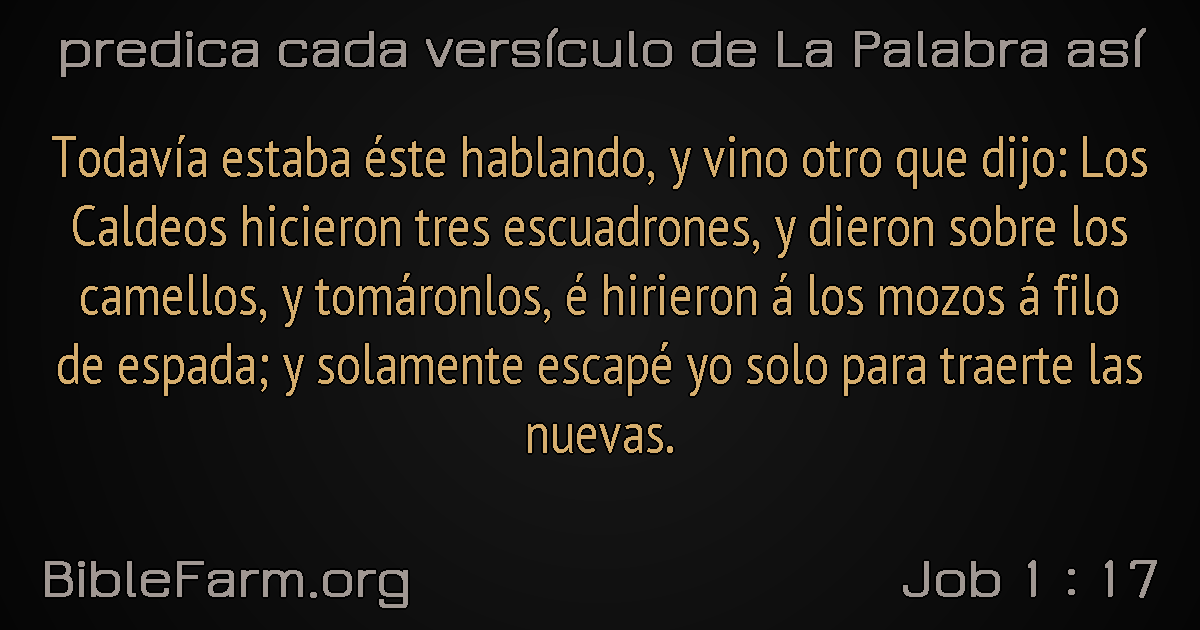 predica cada versículo de La Palabra así
Todavía estaba éste hablando, y vino otro que dijo: Los
Caldeos hicieron tres escuadrones, y dieron sobre los
camellos, y tomáronlos, é hirieron á los mozos á filo
de espada; y solamente escapé yo solo para traerte las
nuevas.
BibleFarm.org
Job 1 : 17